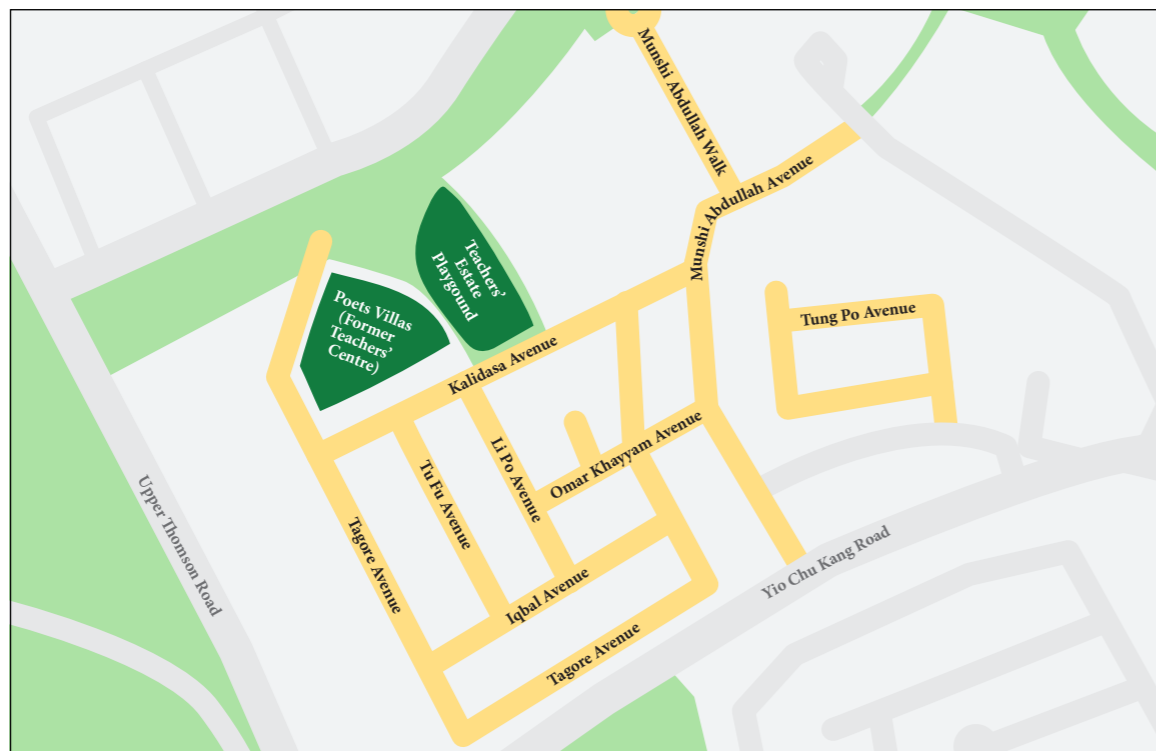 Munshi Abdullah Walk
Munshi Abdullah Avenue
Teachers'
Estate
Playgound
Poets Villas
(Former
Teachers'
Centre)
Tung Po Avenue
Kalidasa Avenue
Li Po Avenue
Omar Khayyam Avenue
Tu Fu Avenue
Upper Thomson Road
Tagore Avenue
Iqbal Avenue
Yio Chu Kang Road
Tagore Avenue